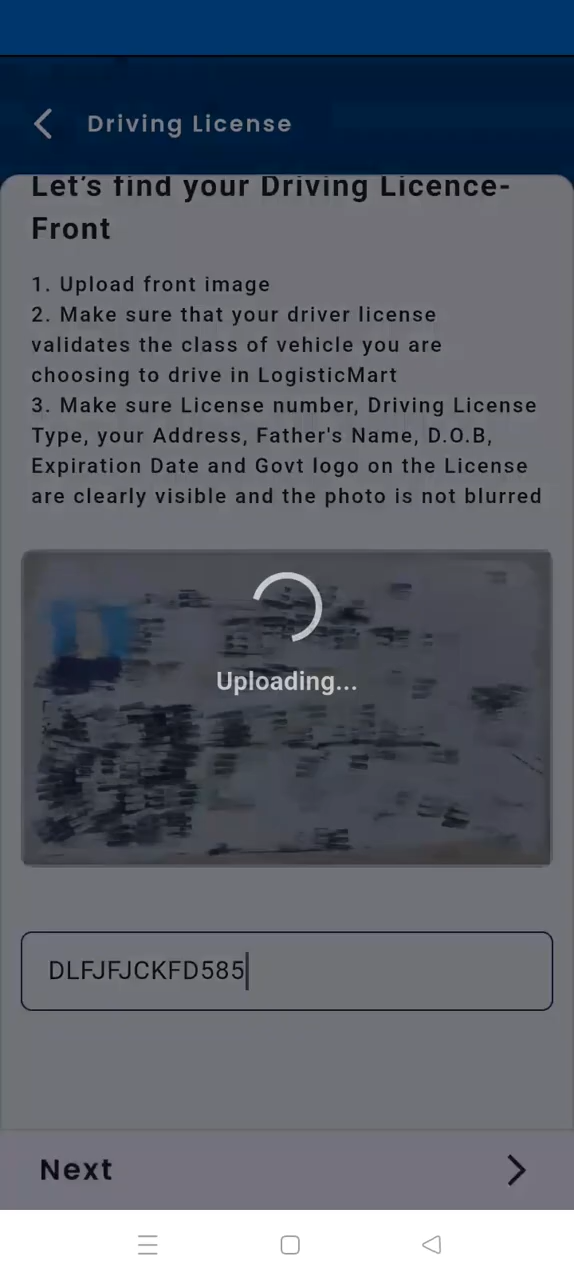 Driving License
Let's find your Driving Licence-
Front
1. Upload front image
2. Make sure that your driver license
validates the class of vehicle you are
choosing to drive in LogisticMart
3. Make sure License number, Driving License
Type, your Address, Father's Name, D.O.B,
Expiration Date and Govt logo on the License
are clearly visible and the photo is not blurred
Uploading...
DLFJFJCKFD585
Next